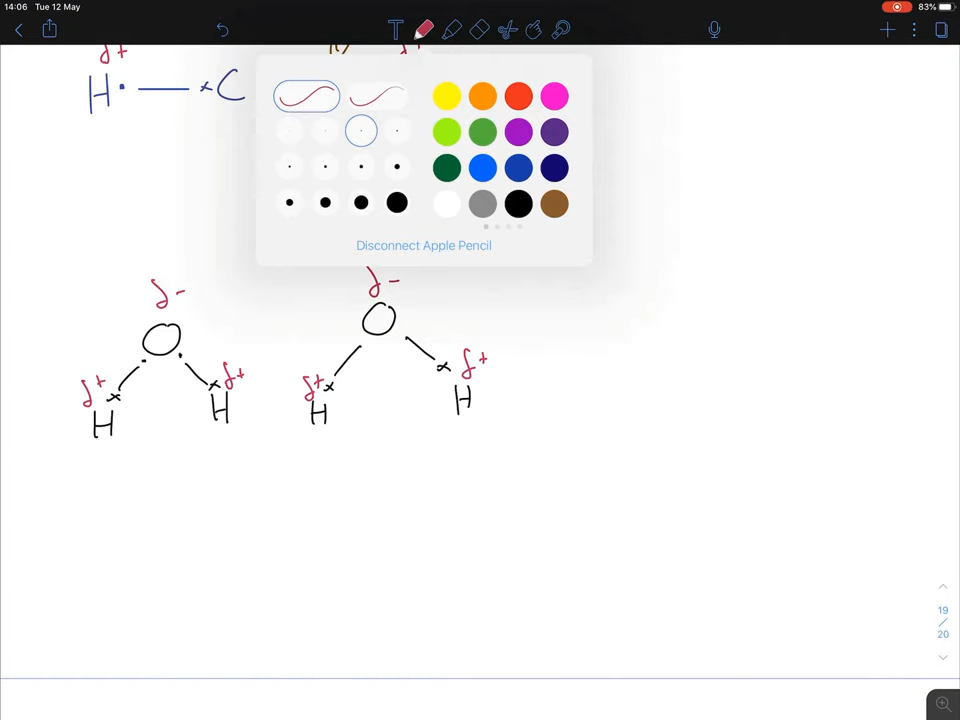 14:06 Tue 12 May
83%
T
δ+
H • — × C
Disconnect Apple Pencil
δ− δ−
O O
δ+ × × δ+ δ+ × × δ+
H H H H
19
/
20